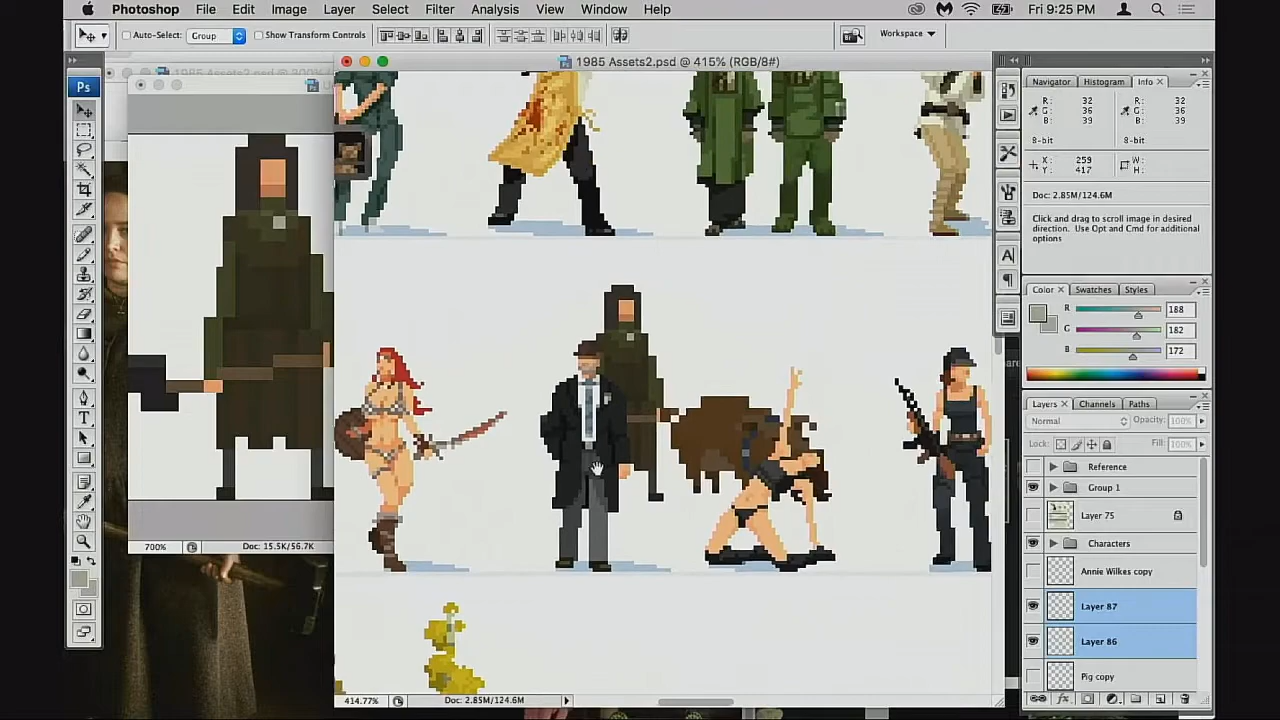 Photoshop File Edit Image Layer Select Filter Analysis View Window Help Fri 9:25 PM
Auto-Select: Group Show Transform Controls Workspace
1985 Assets2.psd @ 415% (RGB/8#)
Ps
Navigator Histogram Info
R: 32 R: 32
G: 36 G: 36
B: 39 B: 39
8-bit 8-bit
X: 259 W:
Y: 417 H:
Doc: 2.85M/124.6M
Click and drag to scroll image in desired
direction. Use Opt and Cmd for additional
options
Color Swatches Styles
R 188
G 182
B 172
Layers Channels Paths
Normal Opacity: 100%
Lock: Fill: 100%
Reference
Group 1
Layer 75
Characters
Annie Wilkes copy
Layer 87
Layer 86
Pig copy
700% Doc: 15.5K/56.7K
414.77% Doc: 2.85M/124.6M